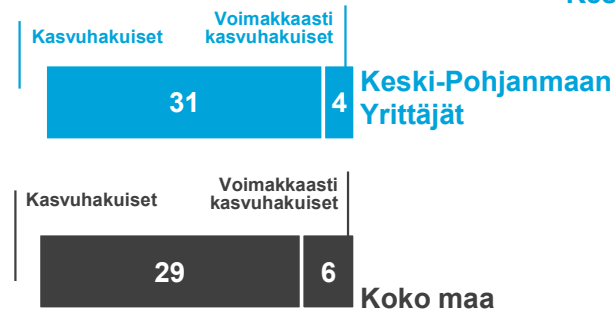 Voimakkaasti
Kasvuhakuiset kasvuhakuiset
31 4
Keski-Pohjanmaan
Yrittäjät
Voimakkaasti
Kasvuhakuiset kasvuhakuiset
29 6
Koko maa